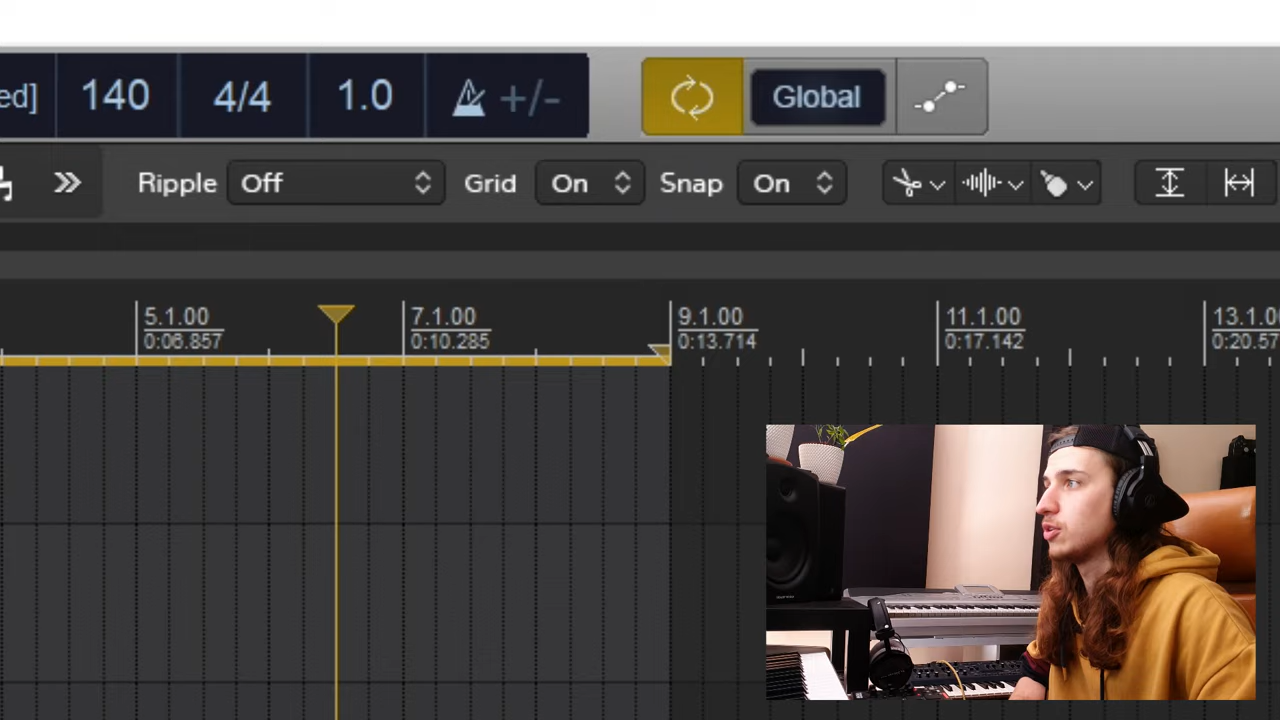 ed] 140 4/4 1.0 +/- Global
Ripple Off Grid On Snap On
5.1.00 7.1.00 9.1.00 11.1.00 13.1.0
0:06.857 0:10.285 0:13.714 0:17.142 0:20.57